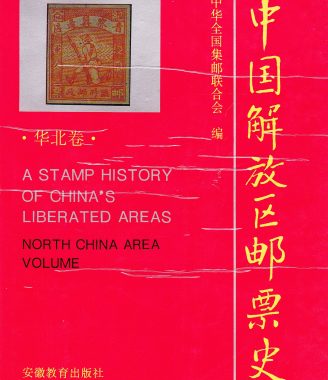 中国解放区邮票史
中华全国集邮联合会 编
·华北卷·
A STAMP HISTORY
OF CHINA'S
LIBERATED AREAS
NORTH CHINA AREA
VOLUME
安徽教育出版社